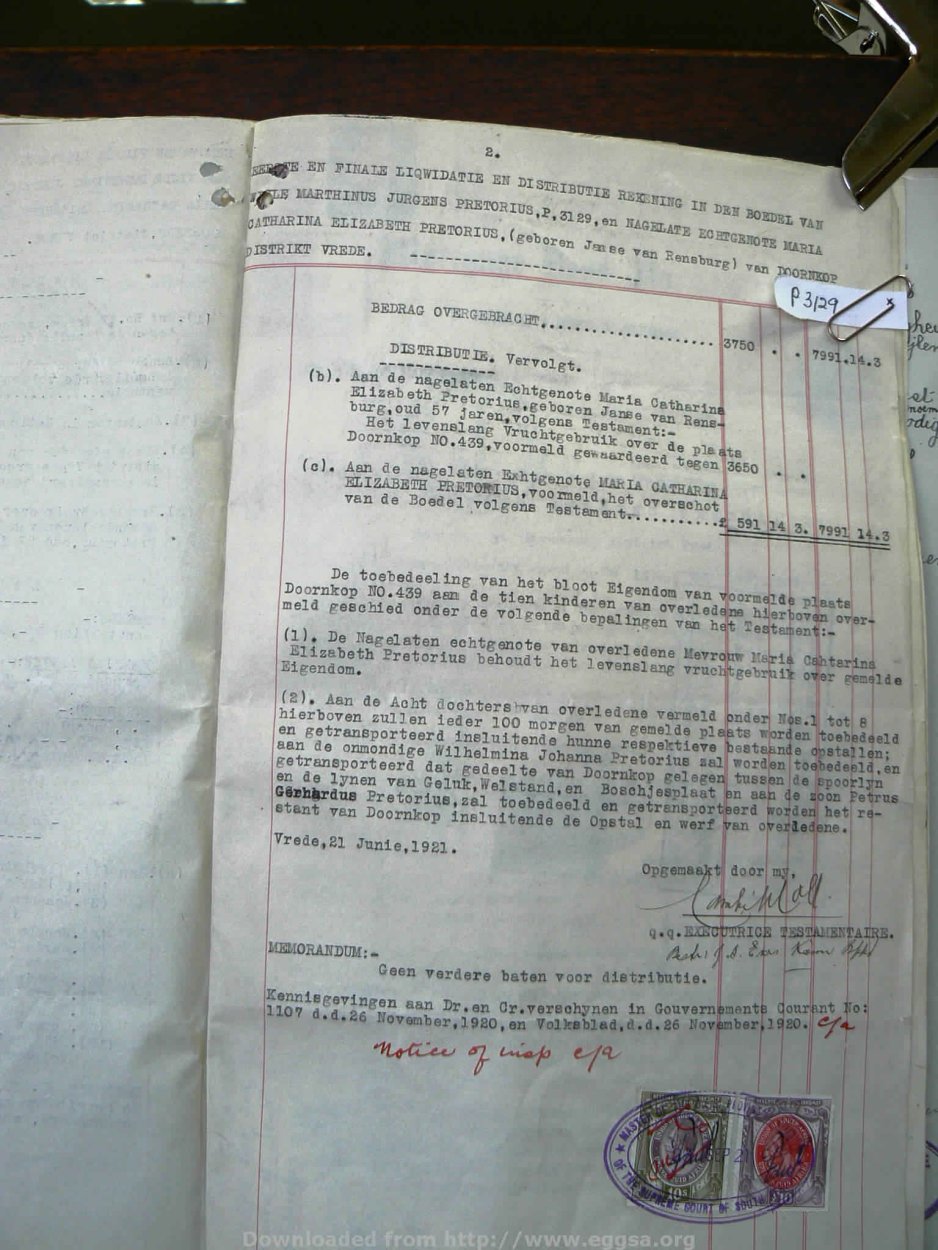 2.
EERSTE EN FINALE LIQWIDATIE EN DISTRIBUTIE REKENING IN DEN BOEDEL VAN
MARTHINUS JURGENS PRETORIUS,P.3129,en NAGELATE ECHTGENOTE MARIA
CATHARINA ELIZABETH PRETORIUS,(geboren Janse van Rensburg) van DOORNKOP
DISTRIKT VREDE. ----------------------------
P 3129
BEDRAG OVERGEBRACHT...................... 3750 . . 7991.14.3
DISTRIBUTIE. Vervolgt.
(b). Aan de nagelaten Echtgenote Maria Catharina
Elizabeth Pretorius,geboren Janse van Rens-
burg,oud 57 jaren,volgens Testament:-
Het levenslang Vruchtgebruik over de plaats
Doornkop NO.439,voormeld gewaardeerd tegen 3650 . .
(c). Aan de nagelaten Exhtgenote MARIA CATHARINA
ELIZABETH PRETORIUS,voormeld,het overschot
van de Boedel volgens Testament..........£ 591 14 3. 7991 14.3
De toebedeeling van het bloot Eigendom van voormelde plaats
Doornkop NO.439 aan de tien kinderen van overledene hierboven over-
meld geschied onder de volgende bepalingen van het Testament:-
(1). De Nagelaten echtgenote van overledene Mevrouw Maria Cahtarina
Elizabeth Pretorius behoudt het levenslang vruchtgebruik over gemelde
Eigendom.
(2). Aan de Acht dochters van overledene vermeld onder Nos.1 tot 8
hierboven zullen ieder 100 morgen van gemelde plaats worden toebedeeld
en getransporteerd insluitende hunne respektieve bestaande opstallen;
aan de onmondige Wilhelmina Johanna Pretorius zal worden toebedeeld,en
getransporteerd dat gedeelte van Doornkop gelegen tussen de spoorlyn
en de lynen van Geluk,Welstand,en Boschjesplaat en aan de zoon Petrus
Gerhardus Pretorius,zal toebedeeld en getransporteerd worden het re-
stant van Doornkop insluitende de Opstal en werf van overledene.
Vrede,21 Junie,1921.
Opgemaakt door my,
q.q.EXECUTRICE TESTAMENTAIRE.
MEMORANDUM:-
Geen verdere baten voor distributie.
Kennisgevingen aan Dr.en Cr.verschynen in Gouvernements Courant No:
1107 d.d.26 November,1920,en Volksblad,d.d.26 November,1920. c/a
Notice of insp c/a
MASTER
OF THE SUPREME COURT OF SOUTH
10s
Downloaded from http://www.eggsa.org